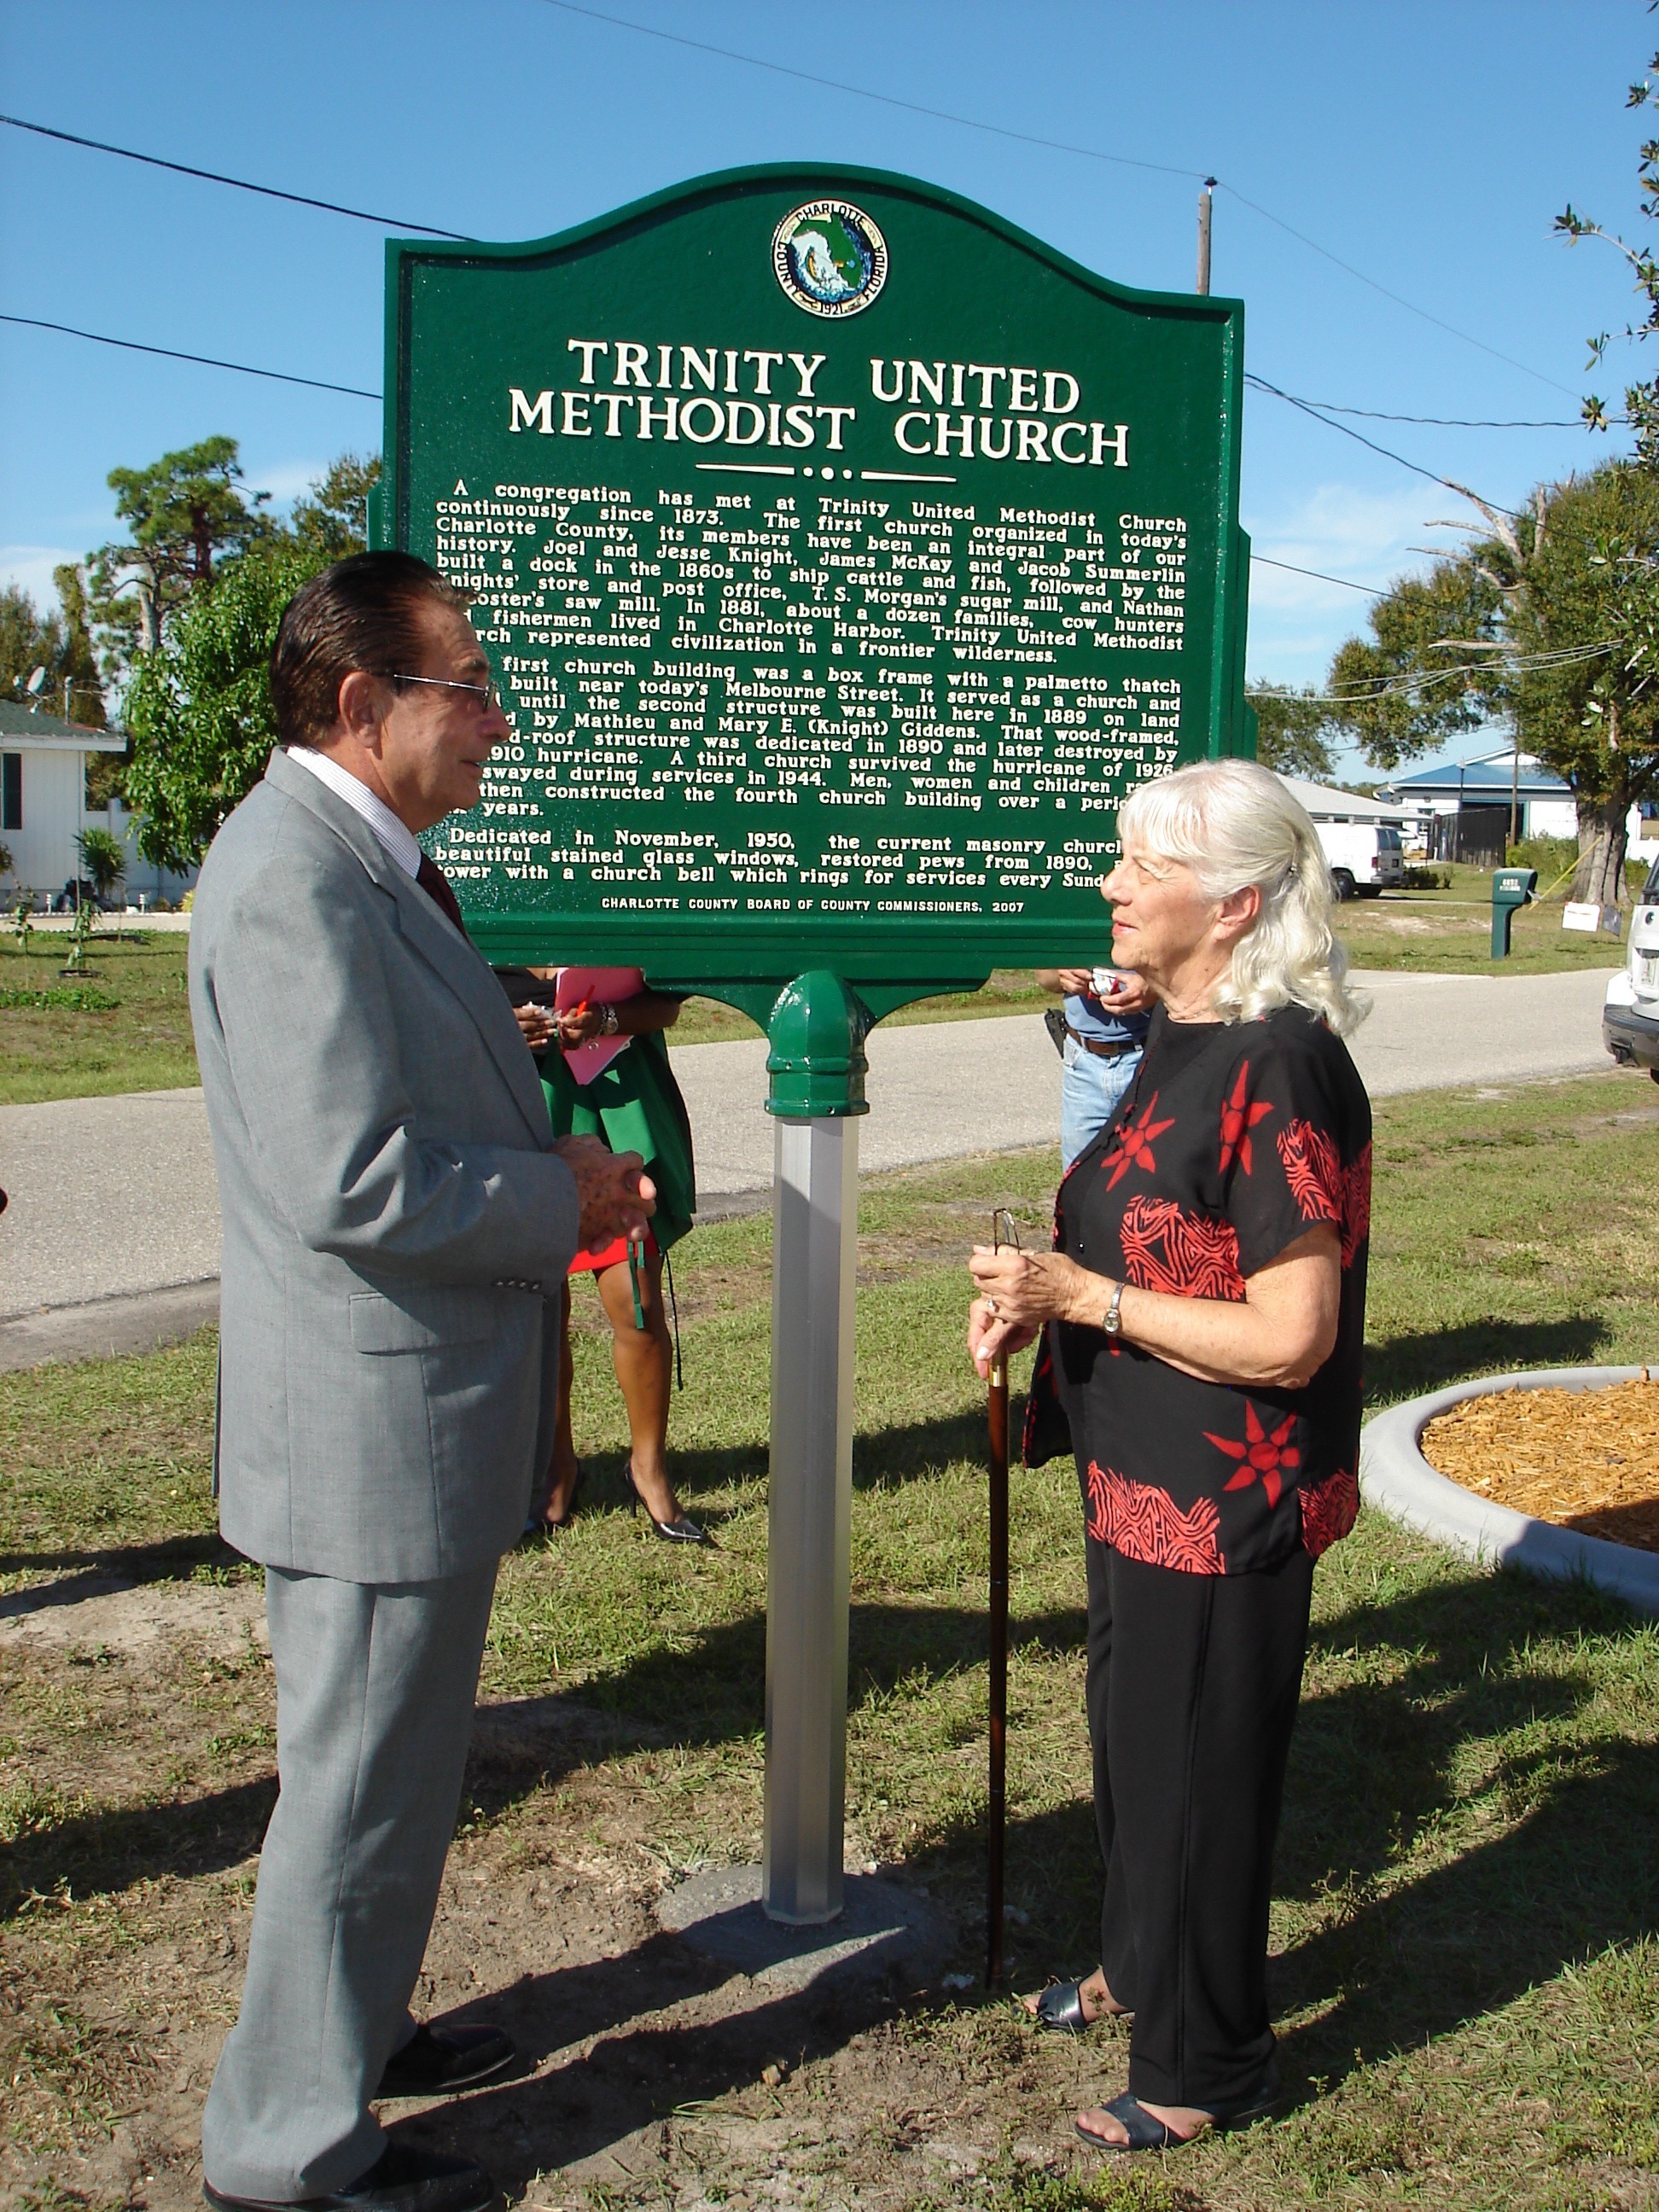 CHARLOTTE COUNTY FLORIDA 1921
TRINITY UNITED
METHODIST CHURCH
A congregation has met at Trinity United Methodist Church
continuously since 1873. The first church organized in today's
Charlotte County, its members have been an integral part of our
history. Joel and Jesse Knight, James McKay and Jacob Summerlin
built a dock in the 1860s to ship cattle and fish, followed by the
Knights' store and post office, T. S. Morgan's sugar mill, and Nathan
saw mill. In 1881, about a dozen families, cow hunters
fishermen lived in Charlotte Harbor. Trinity United Methodist
represented civilization in a frontier wilderness.
first church building was a box frame with a palmetto thatch
built near today's Melbourne Street. It served as a church and
until the second structure was built here in 1889 on land
by Mathieu and Mary E. (Knight) Giddens. That wood-framed,
structure was dedicated in 1890 and later destroyed by
1910 hurricane. A third church survived the hurricane of 1926
swayed during services in 1944. Men, women and children
then constructed the fourth church building over a
years.
Dedicated in November, 1950, the current masonry
beautiful stained glass windows, restored pews from 1890,
tower with a church bell which rings for services every
CHARLOTTE COUNTY BOARD OF COUNTY COMMISSIONERS, 2007